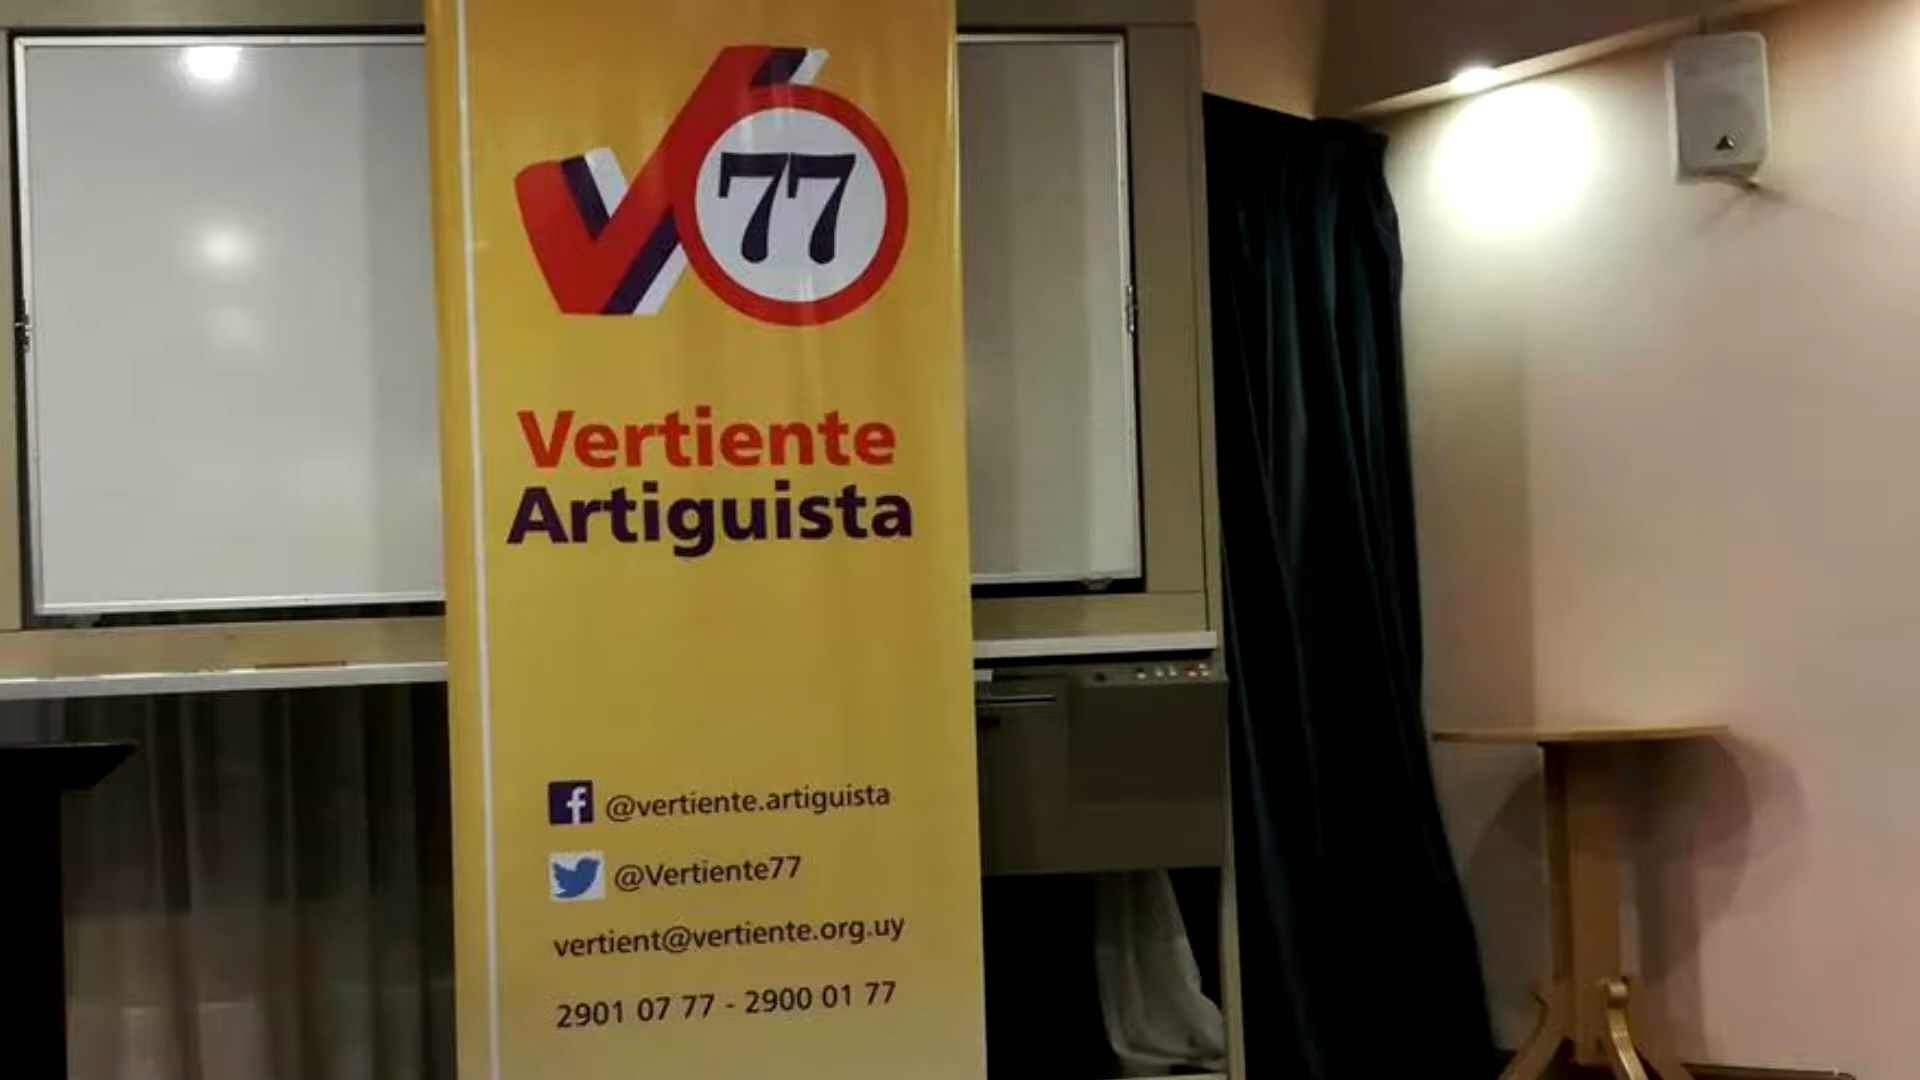 77
Vertiente
Artiguista
@vertiente.artiguista
@Vertiente77
vertient@vertiente.org.uy
2901 07 77 - 2900 01 77